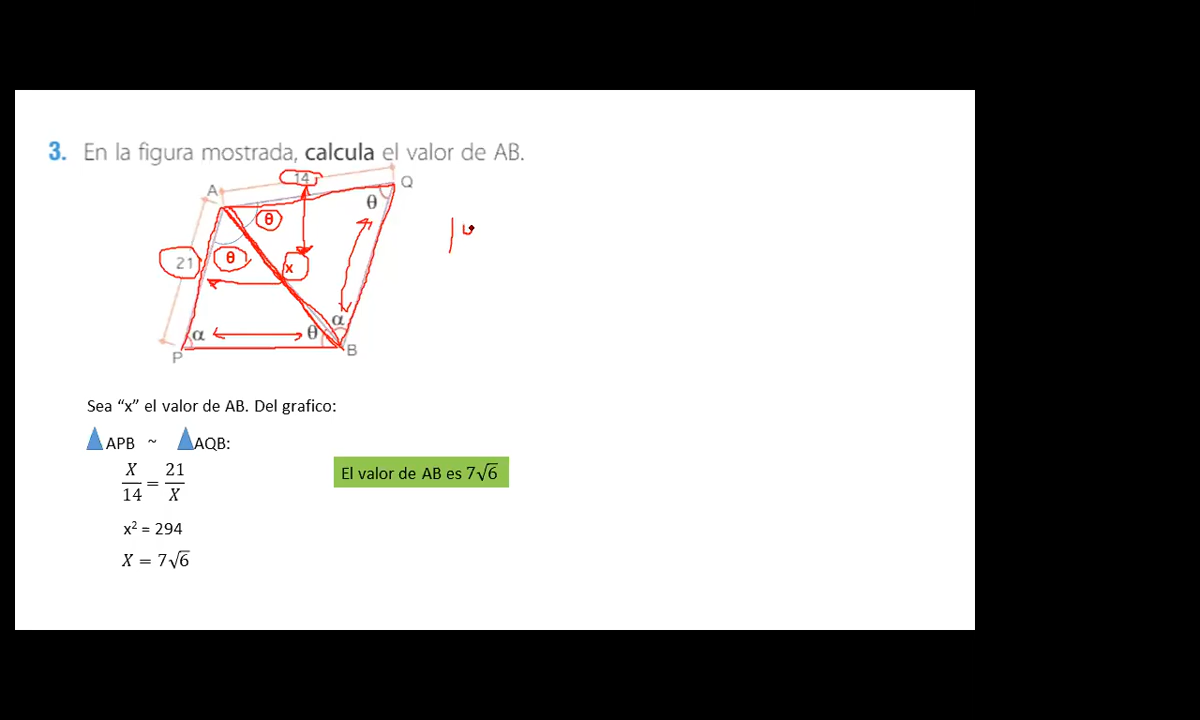 3. En la figura mostrada, calcula el valor de AB.
14
A
Q
θ
θ
21
θ
x
α
θ
α
P
B
Sea “x” el valor de AB. Del grafico:
APB ~ AQB:
X/14 = 21/X
El valor de AB es 7√6
x² = 294
X = 7√6